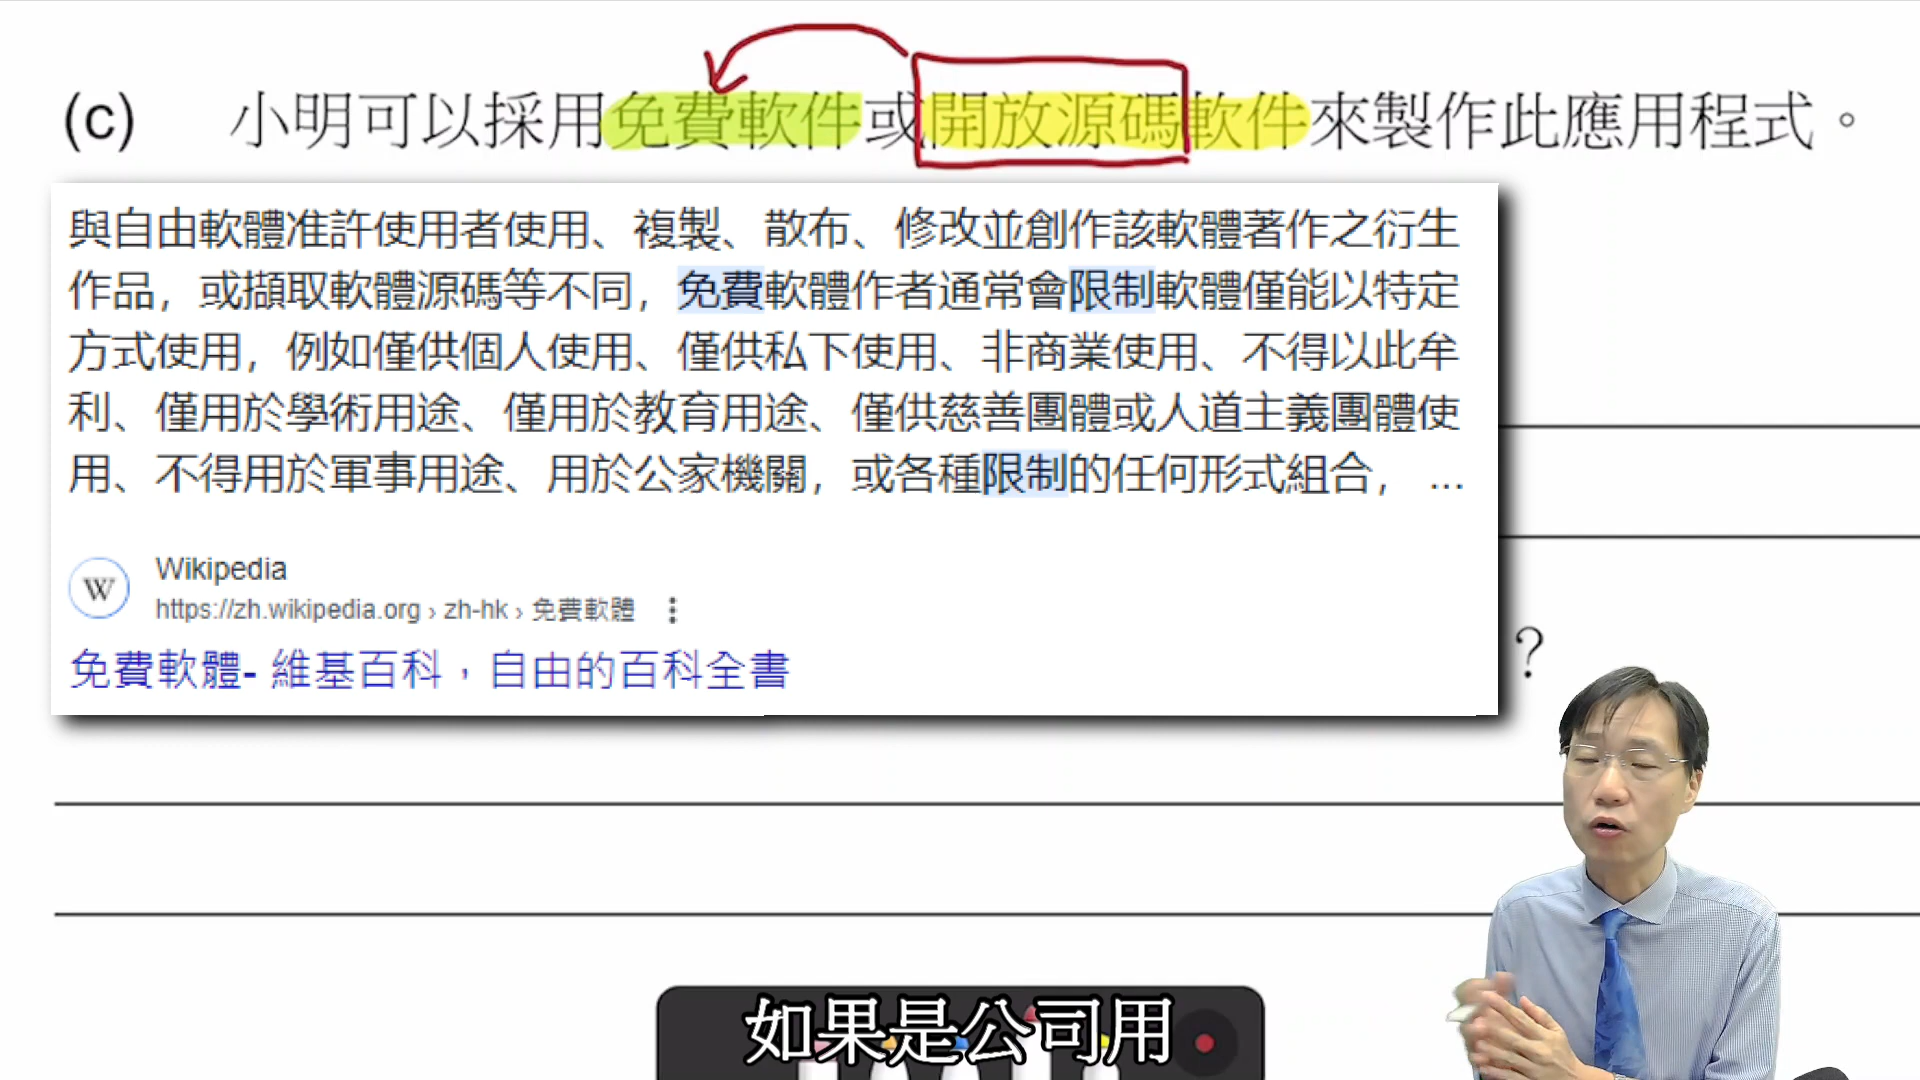 (c) 小明可以採用免費軟件或開放源碼軟件來製作此應用程式。
與自由軟體准許使用者使用、複製、散布、修改並創作該軟體著作之衍生
作品，或擷取軟體源碼等不同，免費軟體作者通常會限制軟體僅能以特定
方式使用，例如僅供個人使用、僅供私下使用、非商業使用、不得以此牟
利、僅用於學術用途、僅用於教育用途、僅供慈善團體或人道主義團體使
用、不得用於軍事用途、用於公家機關，或各種限制的任何形式組合， ...
W
Wikipedia
https://zh.wikipedia.org › zh-hk › 免費軟體
免費軟體- 維基百科，自由的百科全書
？
如果是公司用